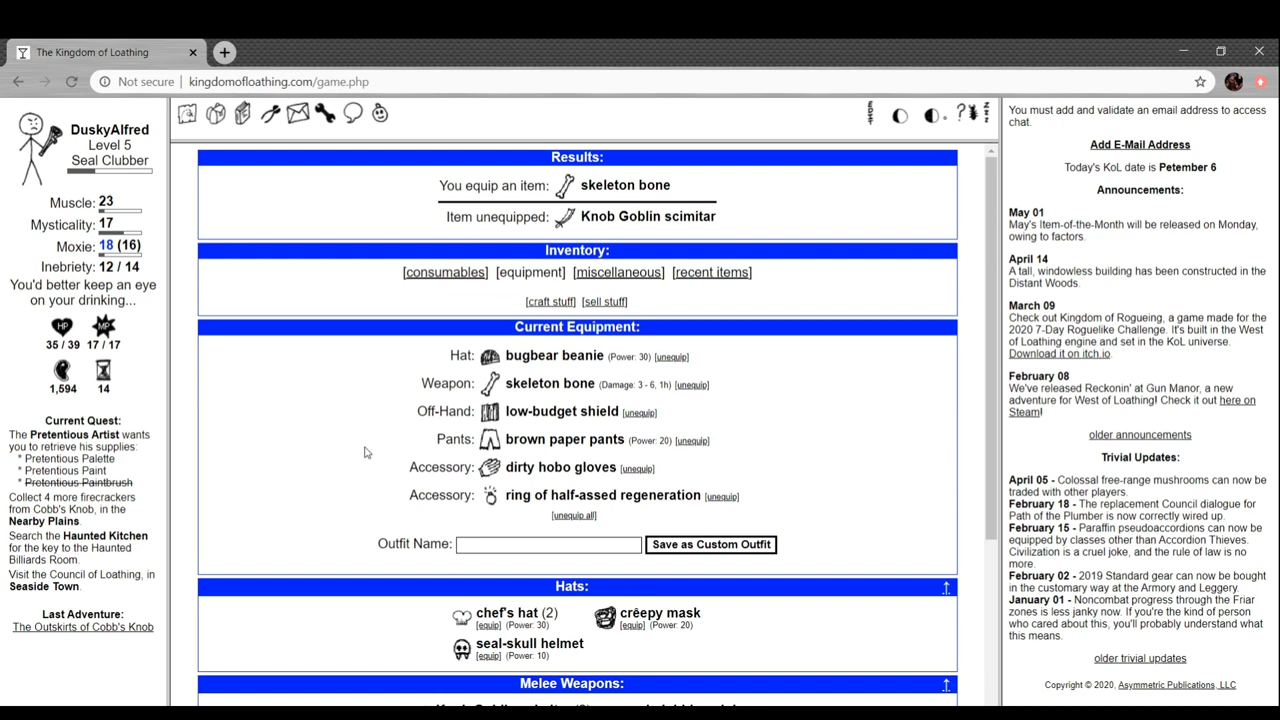 The Kingdom of Loathing
Not secure | kingdomofloathing.com/game.php
DuskyAlfred
Level 5
Seal Clubber
Muscle: 23
Mysticality: 17
Moxie: 18 (16)
Inebriety: 12 / 14
You'd better keep an
eye on your drinking...
HP MP
35 / 39 17 / 17
1,594 14
Current Quest:
The Pretentious Artist wants
you to retrieve his supplies:
* Pretentious Palette
* Pretentious Paint
* Pretentious Paintbrush
Collect 4 more firecrackers
from Cobb's Knob, in the
Nearby Plains.
Search the Haunted Kitchen
for the key to the Haunted
Billiards Room.
Visit the Council of Loathing, in
Seaside Town.
Last Adventure:
The Outskirts of Cobb's Knob
Results:
You equip an item: skeleton bone
Item unequipped: Knob Goblin scimitar
Inventory:
[consumables] [equipment] [miscellaneous] [recent items]
[craft stuff] [sell stuff]
Current Equipment:
Hat: bugbear beanie (Power: 30) [unequip]
Weapon: skeleton bone (Damage: 3 - 6, 1h) [unequip]
Off-Hand: low-budget shield [unequip]
Pants: brown paper pants (Power: 20) [unequip]
Accessory: dirty hobo gloves [unequip]
Accessory: ring of half-assed regeneration [unequip]
[unequip all]
Outfit Name: Save as Custom Outfit
Hats:
chef's hat (2) crêepy mask
[equip] (Power: 30) [equip] (Power: 20)
seal-skull helmet
[equip] (Power: 10)
Melee Weapons:
You must add and validate an email address to access
chat.
Add E-Mail Address
Today's KoL date is Petember 6
Announcements:
May 01
May's Item-of-the-Month will be released on Monday,
owing to factors.
April 14
A tall, windowless building has been constructed in the
Distant Woods.
March 09
Check out Kingdom of Rogueing, a game made for the
2020 7-Day Roguelike Challenge. It's built in the West
of Loathing engine and set in the KoL universe.
Download it on itch.io.
February 08
We've released Reckonin' at Gun Manor, a new
adventure for West of Loathing! Check it out here on
Steam!
older announcements
Trivial Updates:
April 05 - Colossal free-range mushrooms can now be
traded with other players.
February 18 - The replacement Council dialogue for
Path of the Plumber is now correctly wired up.
February 15 - Paraffin pseudoaccordions can now be
equipped by classes other than Accordion Thieves.
Civilization is a cruel joke, and the rule of law is no
more.
February 02 - 2019 Standard gear can now be bought
in the customary way at the Armory and Leggery.
January 01 - Noncombat progress through the Friar
zones is less janky now. If you're the kind of person
who cared about this, you'll probably understand what
this means.
older trivial updates
Copyright © 2020, Asymmetric Publications, LLC